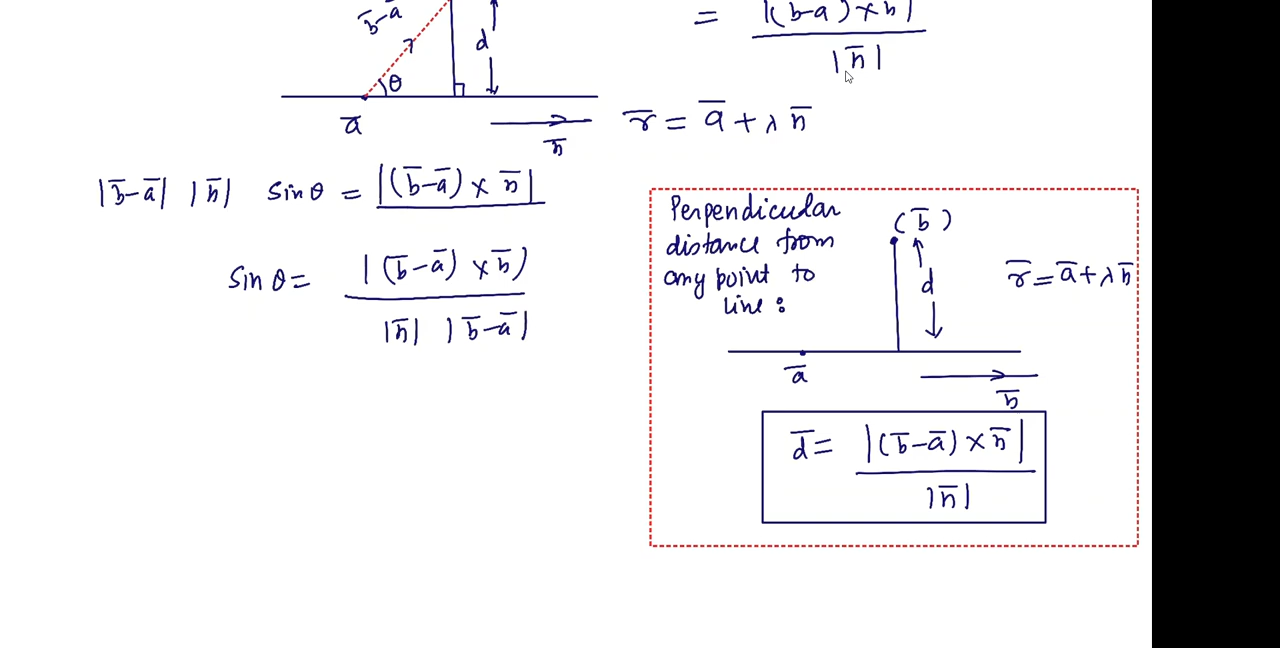 b̅-a̅
r
d
θ
a̅
n̅
= |(b-a) × n| / |n̅|
r̅ = a̅ + λ n̅
|b̅-a̅| |n̅| sinθ = |(b̅-a̅) × n̅|
sinθ = |(b̅-a̅) × n̅) / |n̅| |b̅-a̅|
Perpendicular
distance from
any point to
line :
(b̅)
d
r̅ = a̅ + λ n̅
a̅
n̅
d̅ = |(b̅-a̅) × n̅| / |n̅|